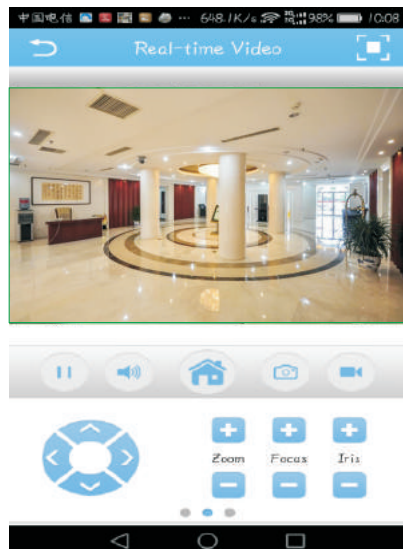 中国电信 ... 648.1K/s 98% 10:08
Real-time Video
Zoom Focus Iris